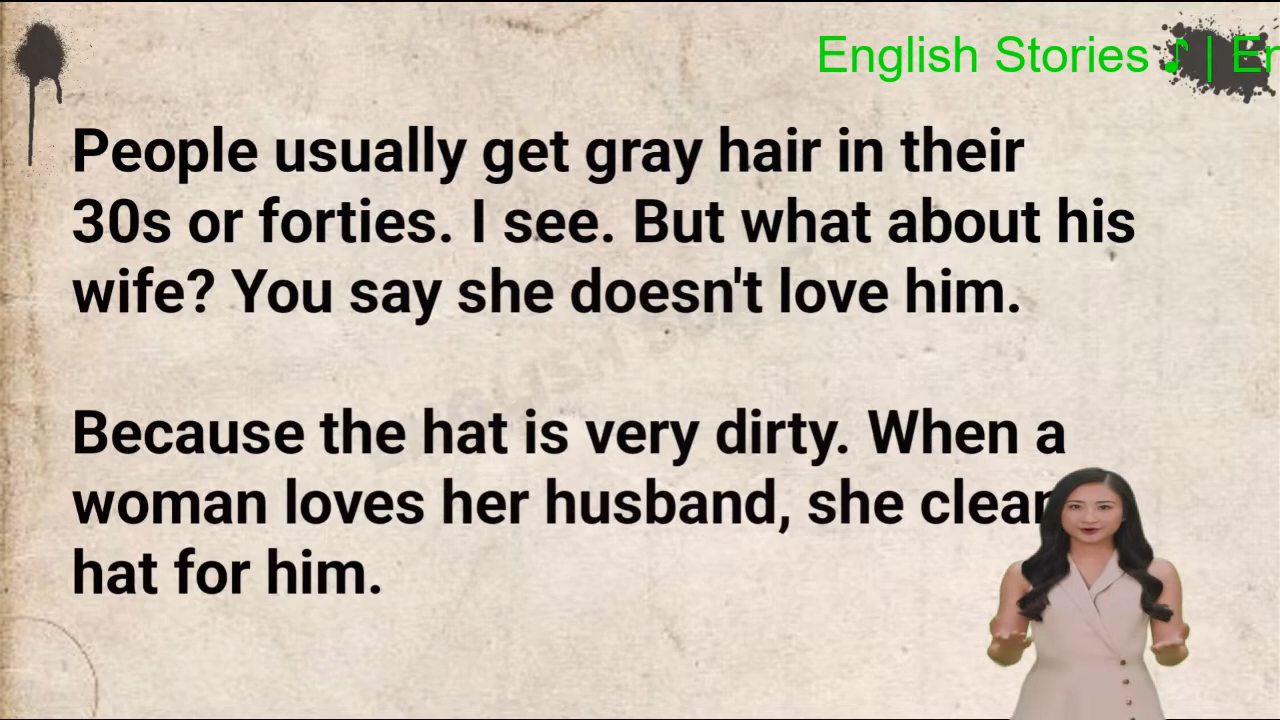 English Stories ♪ | En
People usually get gray hair in their
30s or forties. I see. But what about his
wife? You say she doesn't love him.
Because the hat is very dirty. When a
woman loves her husband, she clean
hat for him.